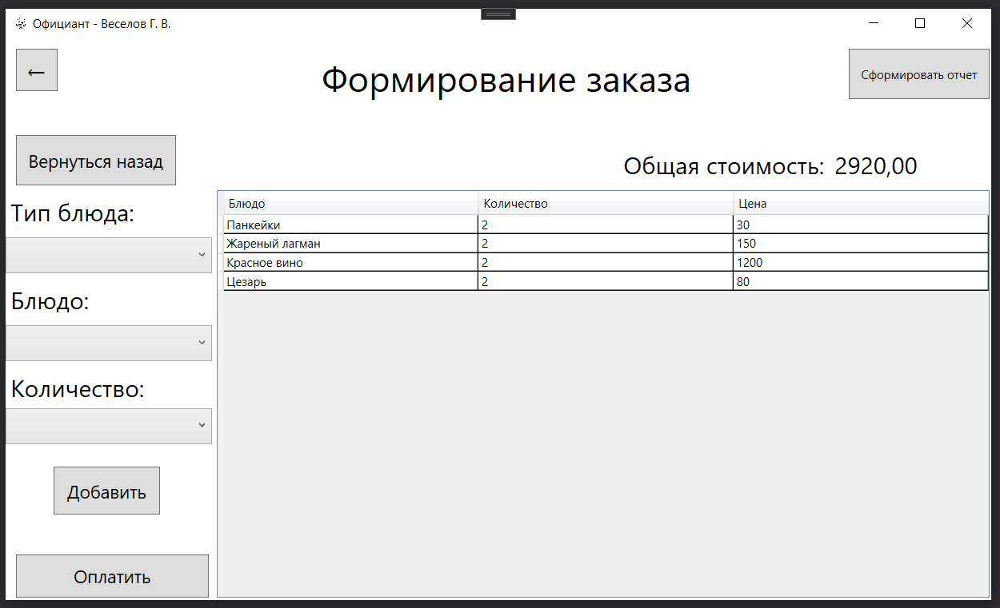 Официант - Веселов Г. В.
←
Формирование заказа
Сформировать отчет
Вернуться назад
Общая стоимость: 2920,00
Тип блюда:
Блюдо:
Количество:
Добавить
Оплатить
Блюдо Количество Цена
Панкейки 2 30
Жареный лагман 2 150
Красное вино 2 1200
Цезарь 2 80